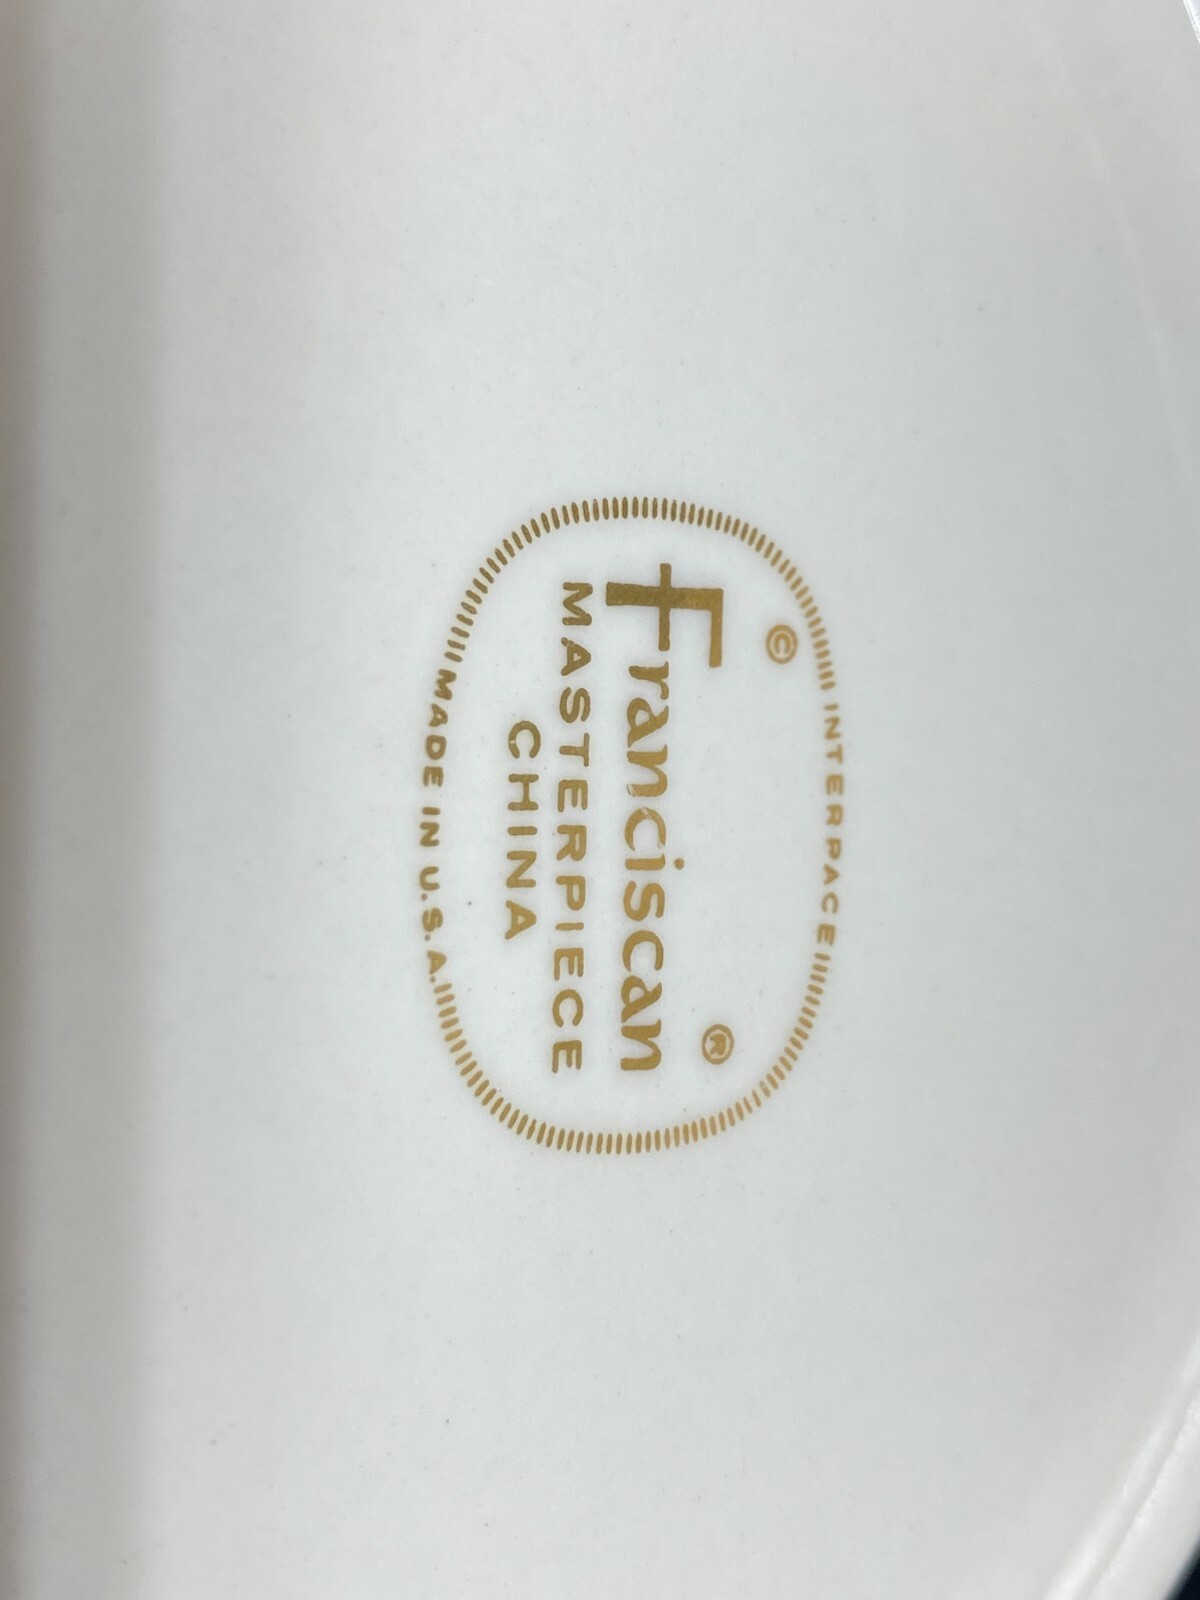 © INTERPACE
Franciscan ®
MASTERPIECE
CHINA
MADE IN U.S.A.